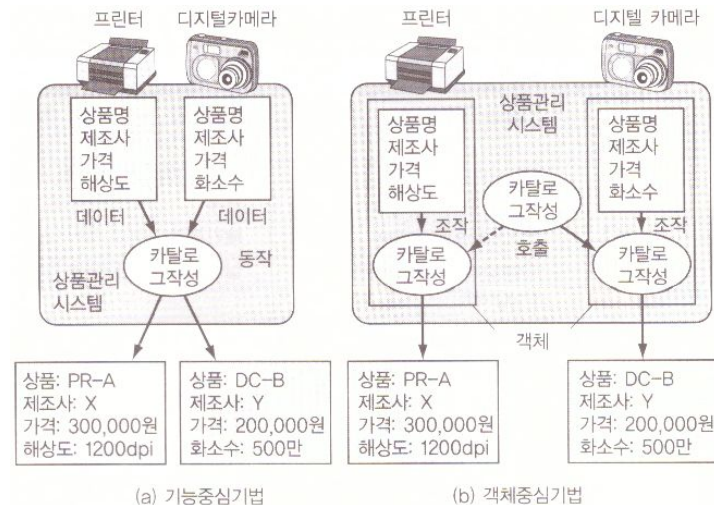 프린터
디지털카메라
상품명
제조사
가격
해상도
상품명
제조사
가격
화소수
데이터
데이터
카탈로
그작성
동작
상품관리
시스템
상품: PR-A
제조사: X
가격: 300,000원
해상도: 1200dpi
상품: DC-B
제조사: Y
가격: 200,000원
화소수: 500만
(a) 기능중심기법
프린터
디지텔 카메라
상품관리
시스템
상품명
제조사
가격
해상도
상품명
제조사
가격
화소수
카탈로
그작성
조작
호출
조작
카탈로
그작성
카탈로
그작성
객체
상품: PR-A
제조사: X
가격: 300,000원
해상도: 1200dpi
상품: DC-B
제조사: Y
가격: 200,000원
화소수: 500만
(b) 객체중심기법